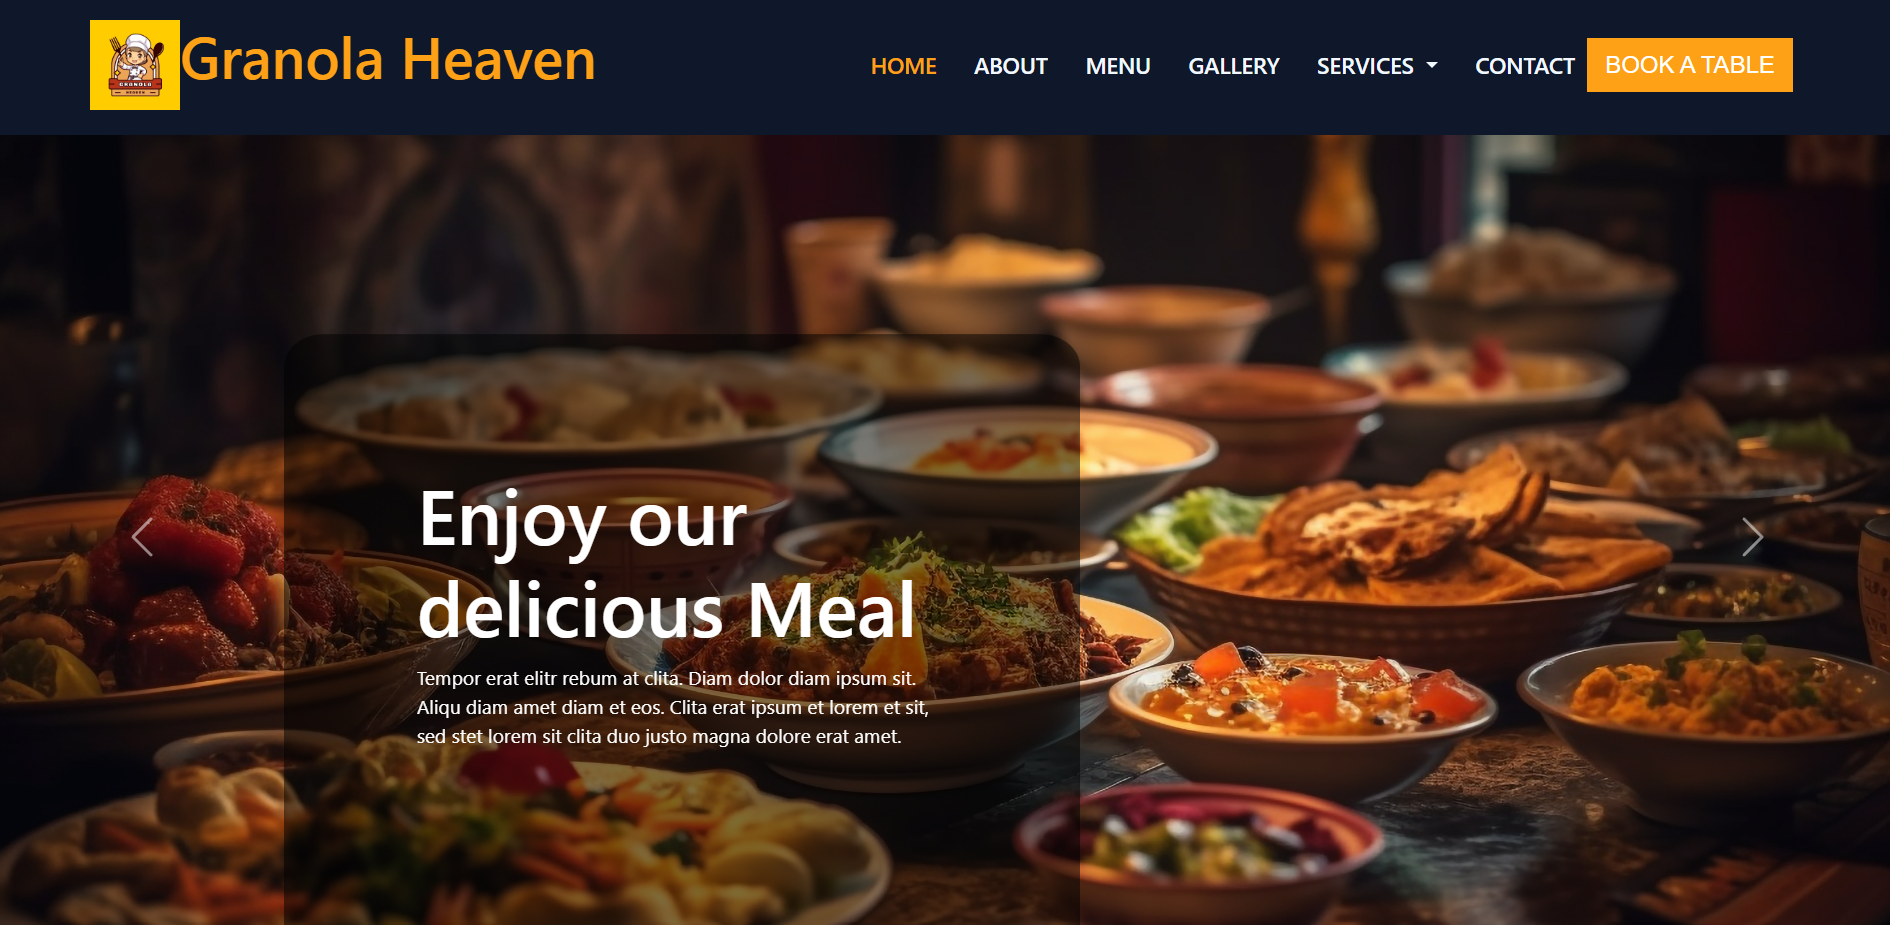 GRANOLA
HEAVEN
Granola Heaven
HOME
ABOUT
MENU
GALLERY
SERVICES
CONTACT
BOOK A TABLE
Enjoy our
delicious Meal
Tempor erat elitr rebum at clita. Diam dolor diam ipsum sit.
Aliqu diam amet diam et eos. Clita erat ipsum et lorem et sit,
sed stet lorem sit clita duo justo magna dolore erat amet.